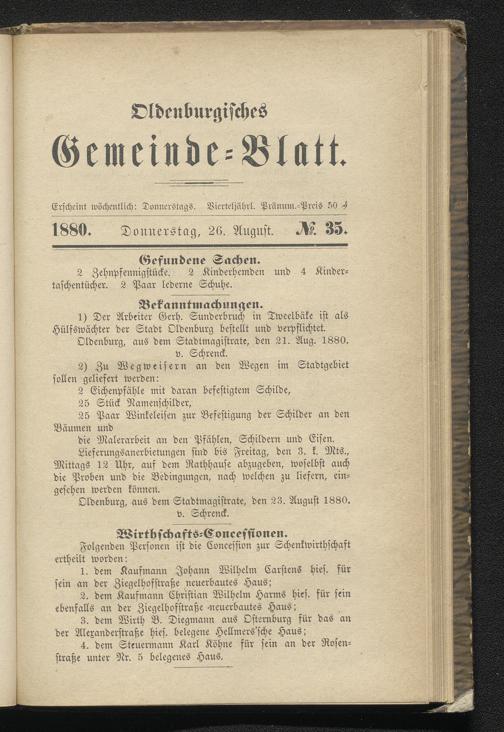 Oldenburgisches
Gemeinde-Blatt.
Erscheint wöchentlich: Donnerstags. Vierteljährl. Pränum.-Preis 50 ₰
1880. Donnerstag, 26. August. № 35.
Gefundene Sachen.
2 Zehnpfennigstücke. 2 Kinderhemden und 4 Kinder-
taschentücher. 2 Paar lederne Schuhe.
Bekanntmachungen.
1) Der Arbeiter Gerh. Sunderbruch in Tweelbäke ist als
Hülfswächter der Stadt Oldenburg bestellt und verpflichtet.
Oldenburg, aus dem Stadtmagistrate, den 21. Aug. 1880.
v. Schrenck.
2) Zu Wegweisern an den Wegen im Stadtgebiet
sollen geliefert werden:
2 Eichenpfähle mit daran befestigtem Schilde,
25 Stück Namenschilder,
25 Paar Winkeleisen zur Befestigung der Schilder an den
Bäumen und
die Malerarbeit an den Pfählen, Schildern und Eisen.
Lieferungsanerbietungen sind bis Freitag, den 3. k. Mts.,
Mittags 12 Uhr, auf dem Rathhause abzugeben, woselbst auch
die Proben und die Bedingungen, nach welchen zu liefern, ein-
gesehen werden können.
Oldenburg, aus dem Stadtmagistrate, den 23. August 1880.
v. Schrenck.
Wirthschafts-Concessionen.
Folgenden Personen ist die Concession zur Schenkwirthschaft
ertheilt worden:
1. dem Kaufmann Johann Wilhelm Carstens hies. für
sein an der Ziegelhofstraße neuerbautes Haus;
2. dem Kaufmann Christian Wilhelm Harms hies. für sein
ebenfalls an der Ziegelhofstraße neuerbautes Haus;
3. dem Wirth B. Diegmann aus Osternburg für das an
der Alexanderstraße hies. belegene Hellmers'sche Haus;
4. dem Steuermann Karl Köhne für sein an der Rosen-
straße unter Nr. 5 belegenes Haus.